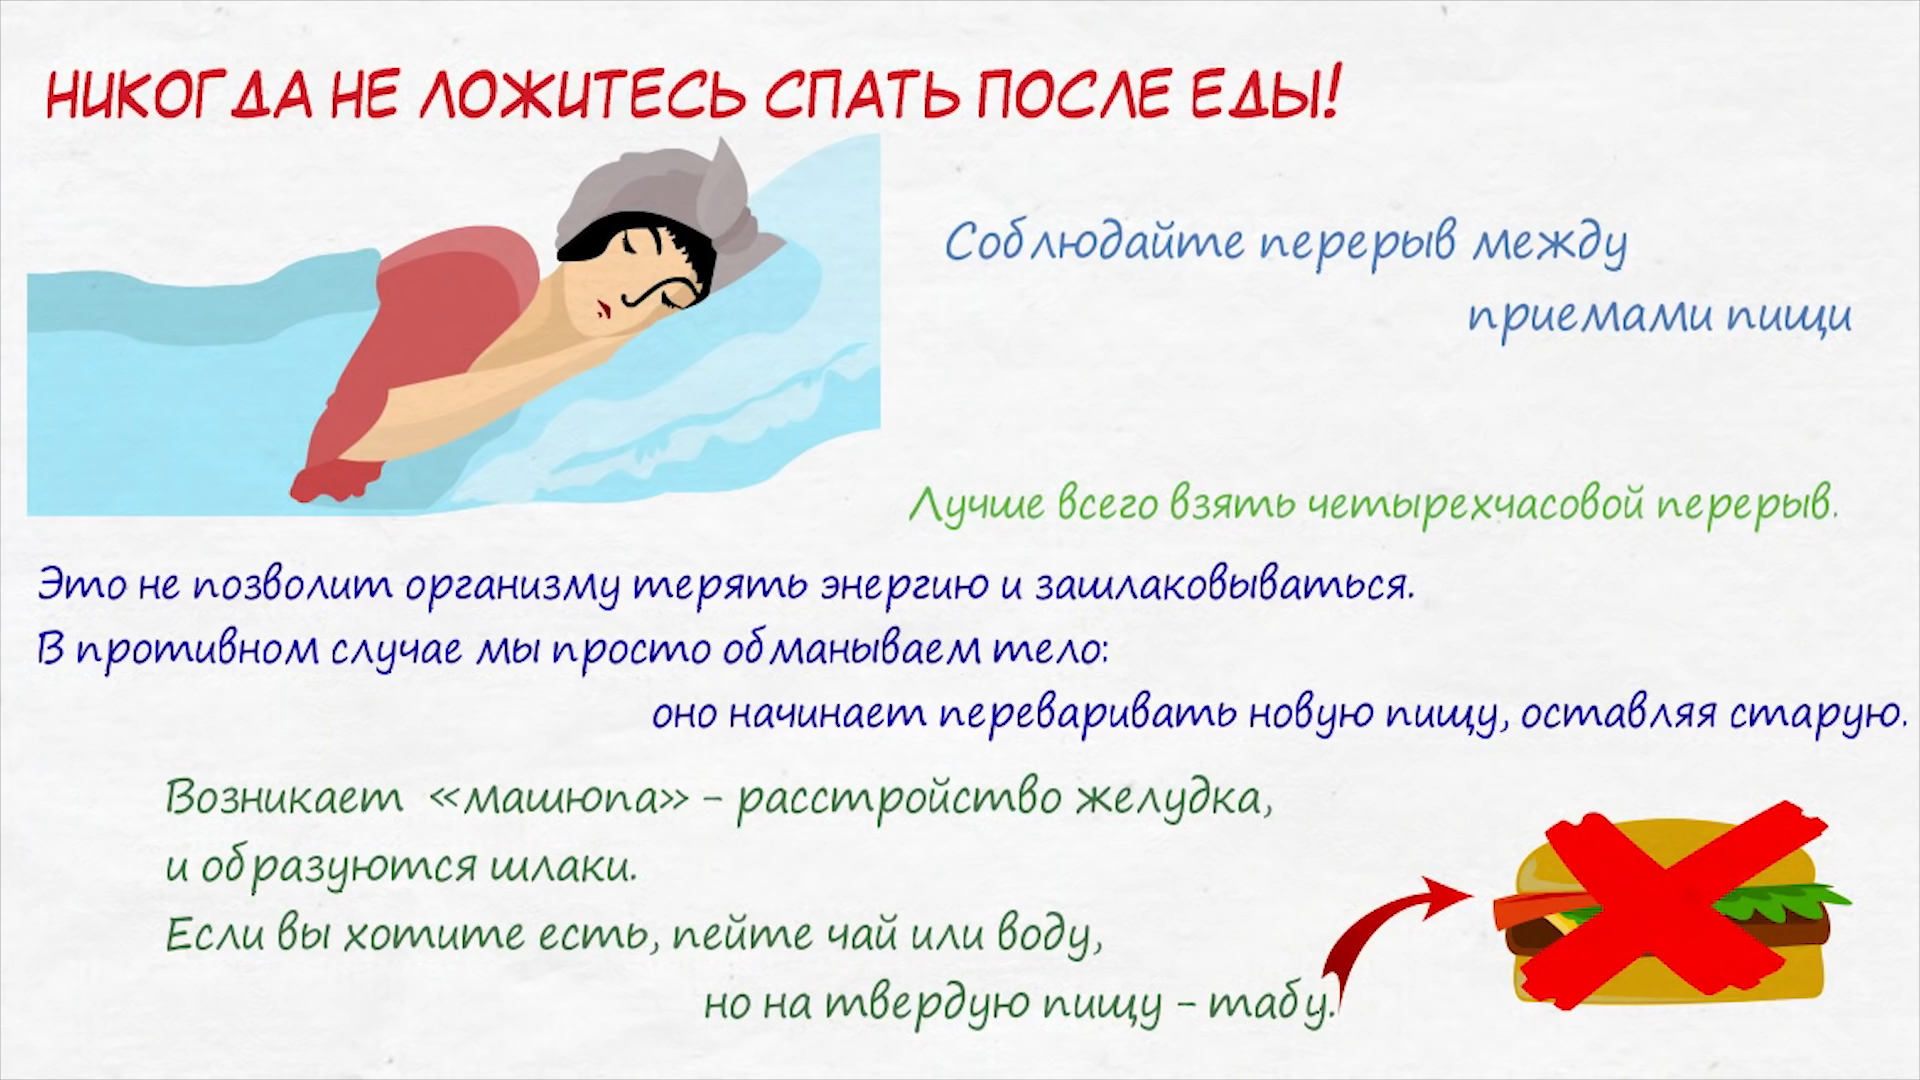 НИКОГДА НЕ ЛОЖИТЕСЬ СПАТЬ ПОСЛЕ ЕДЫ!
Соблюдайте перерыв между
приемами пищи
Лучше всего взять четырехчасовой перерыв.
Это не позволит организму терять энергию и зашлаковываться.
В противном случае мы просто обманываем тело:
оно начинает переваривать новую пищу, оставляя старую.
Возникает «машюпа» - расстройство желудка,
и образуются шлаки.
Если вы хотите есть, пейте чай или воду,
но на твердую пищу - табу.